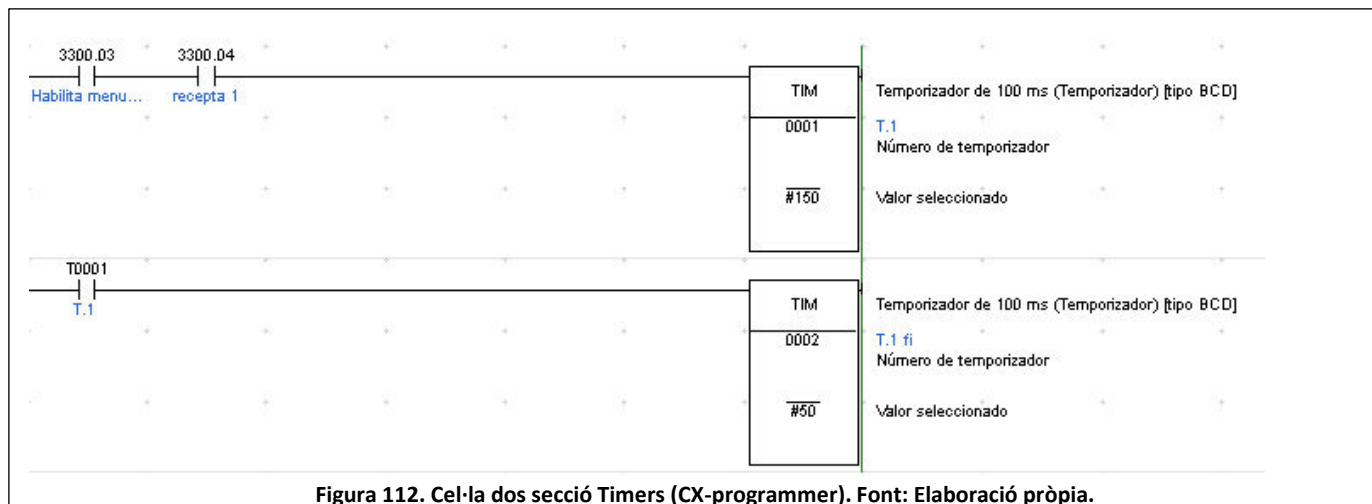 3300.03 3300.04
Habilita menu... recepta 1
TIM Temporizador de 100 ms (Temporizador) [tipo BCD]
0001 T.1
Número de temporizador
#150 Valor seleccionado
T0001
T.1
TIM Temporizador de 100 ms (Temporizador) [tipo BCD]
0002 T.1 fi
Número de temporizador
#50 Valor seleccionado
Figura 112. Cel·la dos secció Timers (CX-programmer). Font: Elaboració pròpia.